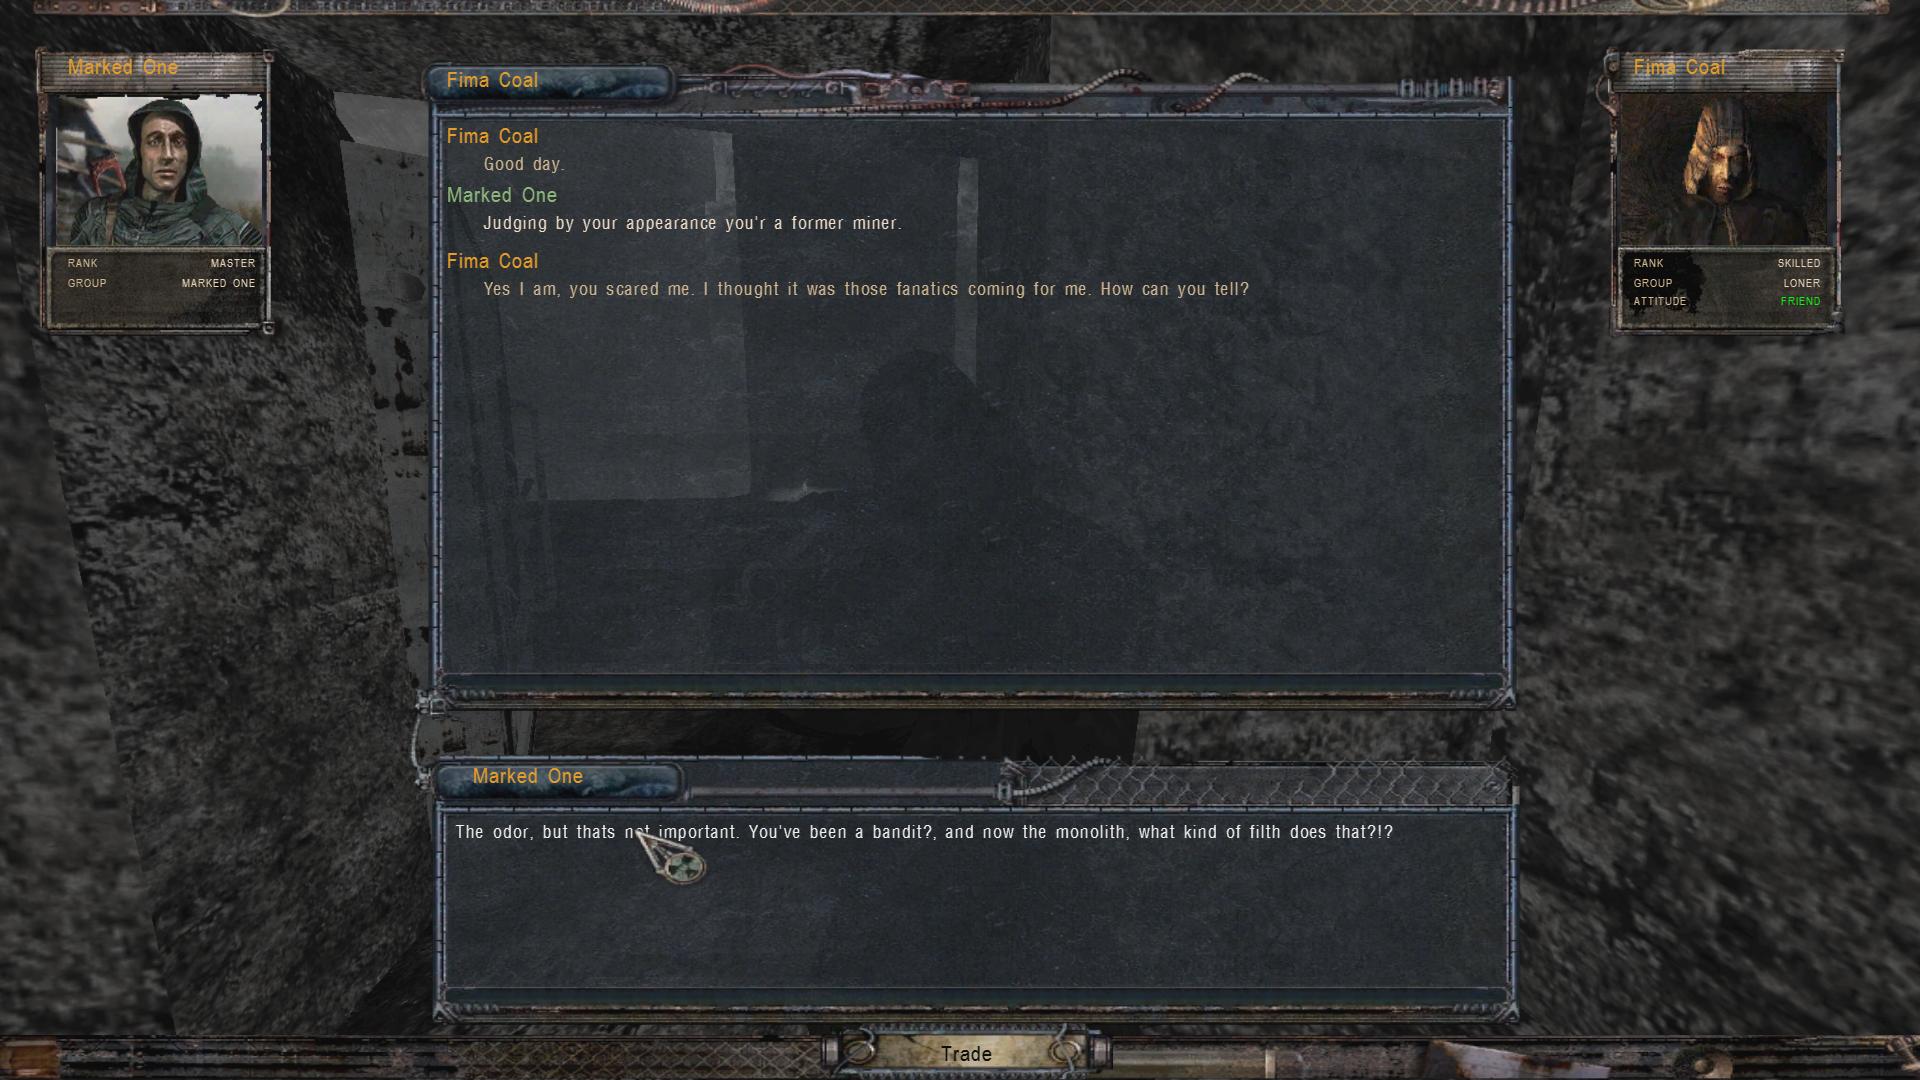 Marked One
RANK MASTER
GROUP MARKED ONE
Fima Coal
Fima Coal
Good day.
Marked One
Judging by your appearance you'r a former miner.
Fima Coal
Yes I am, you scared me. I thought it was those fanatics coming for me. How can you tell?
Fima Coal
RANK SKILLED
GROUP LONER
ATTITUDE FRIEND
Marked One
The odor, but thats not important. You've been a bandit?, and now the monolith, what kind of filth does that?!?
Trade